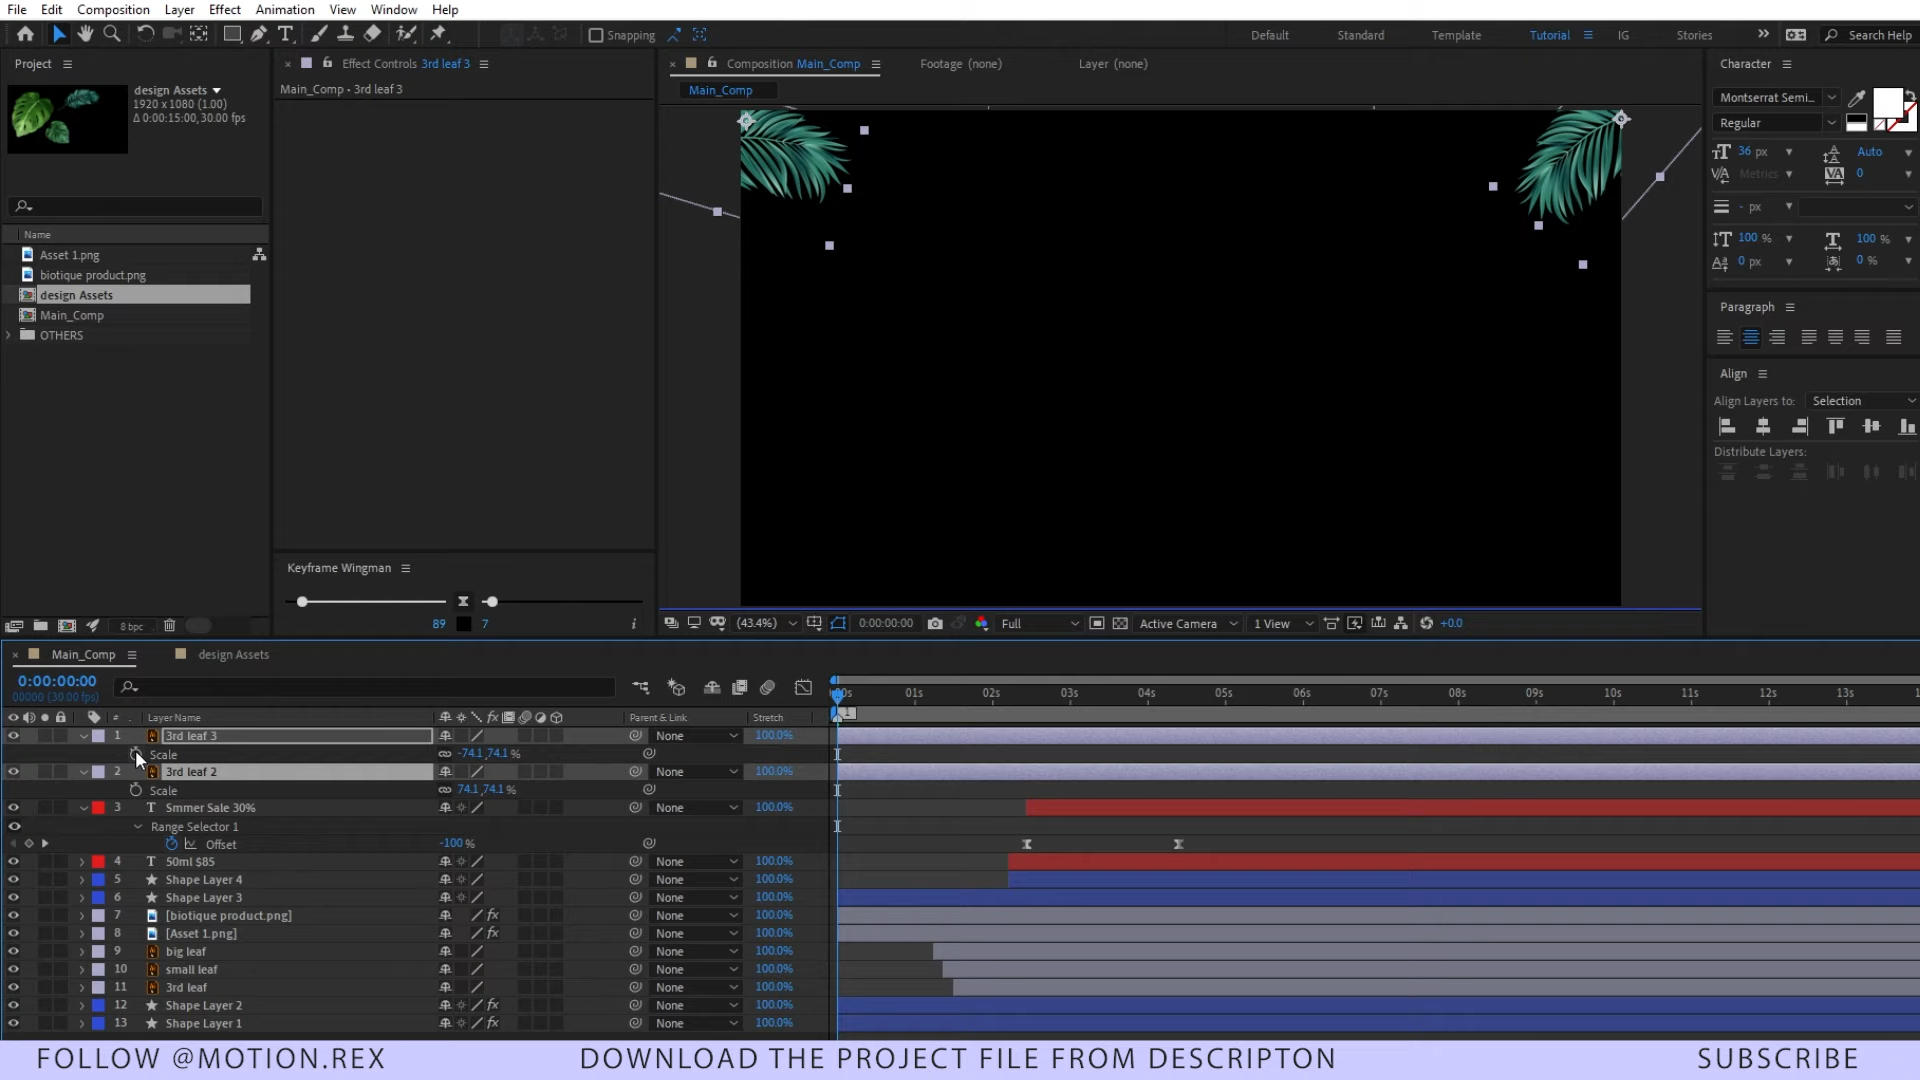 File Edit Composition Layer Effect Animation View Window Help
Snapping Default Standard Template Tutorial IG Stories Search Help
Project
design Assets
1920 x 1080 (1.00)
Δ 0:00:15:00, 30.00 fps
Name
Asset 1.png
biotique product.png
design Assets
Main_Comp
OTHERS
8 bpc
Effect Controls 3rd leaf 3
Main_Comp • 3rd leaf 3
Keyframe Wingman
89 7
Composition Main_Comp Footage (none) Layer (none)
Main_Comp
(43.4%) 0:00:00:00 Full Active Camera 1 View +0.0
Character
Montserrat Semi...
Regular
36 px Auto
Metrics 0
- px
100 % 100 %
0 px 0 %
Paragraph
Align
Align Layers to: Selection
Distribute Layers:
Main_Comp design Assets
0:00:00:00
00000 (30.00 fps)
01s 02s 03s 04s 05s 06s 07s 08s 09s 10s 11s 12s 13s
# Layer Name Parent & Link Stretch
1
1 3rd leaf 3 None 100.0%
Scale -74.1,74.1 %
2 3rd leaf 2 None 100.0%
Scale 74.1,74.1 %
3 T Smmer Sale 30% None 100.0%
Range Selector 1
Offset -100 %
4 T 50ml $85 None 100.0%
5 Shape Layer 4 None 100.0%
6 Shape Layer 3 None 100.0%
7 [biotique product.png] None 100.0%
8 [Asset 1.png] None 100.0%
9 big leaf None 100.0%
10 small leaf None 100.0%
11 3rd leaf None 100.0%
12 Shape Layer 2 None 100.0%
13 Shape Layer 1 None 100.0%
FOLLOW @MOTION.REX DOWNLOAD THE PROJECT FILE FROM DESCRIPTON SUBSCRIBE